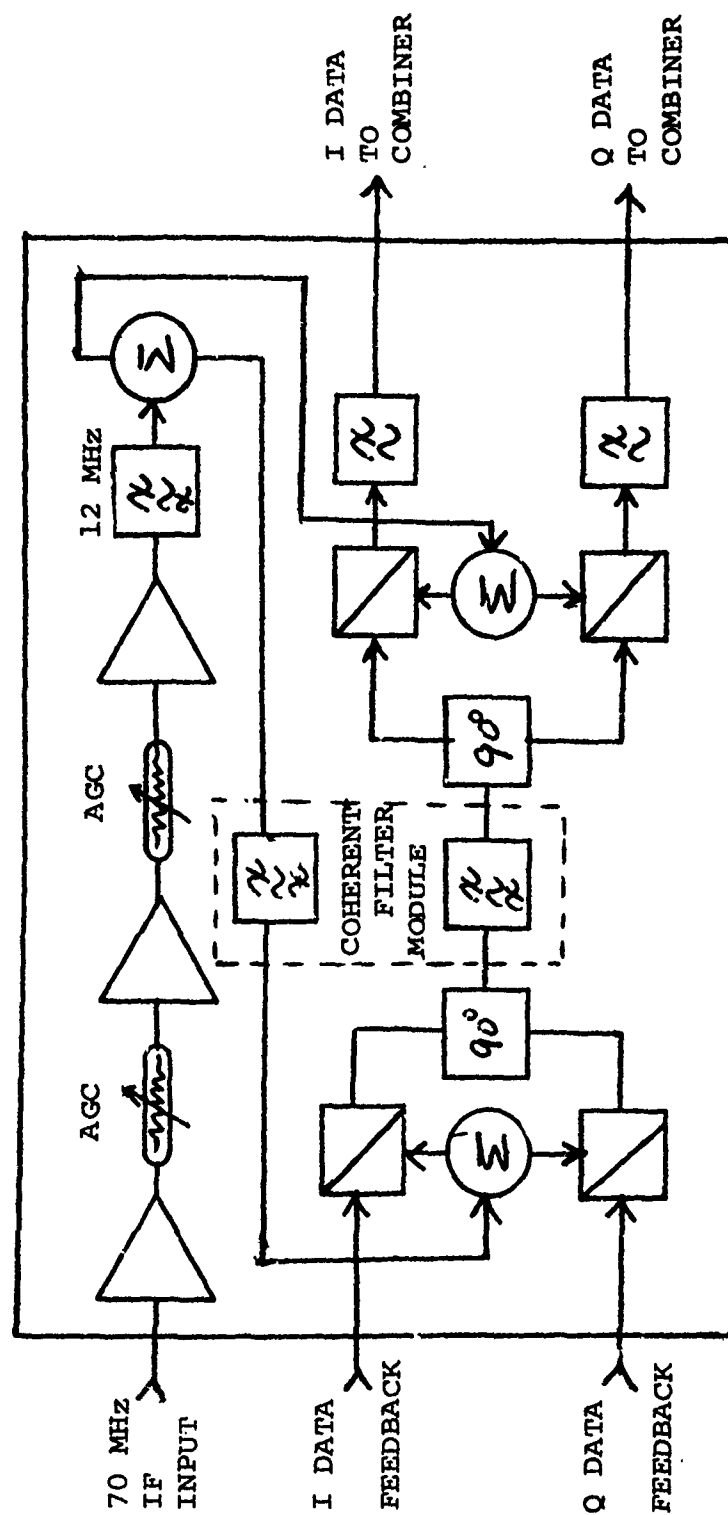 70 MHz
IF
INPUT
AGC
AGC
12 MHz
Σ
I DATA
FEEDBACK
Σ
90°
COHERENT
FILTER
MODULE
90°
Σ
I DATA
TO
COMBINER
Q DATA
FEEDBACK
Q DATA
TO
COMBINER